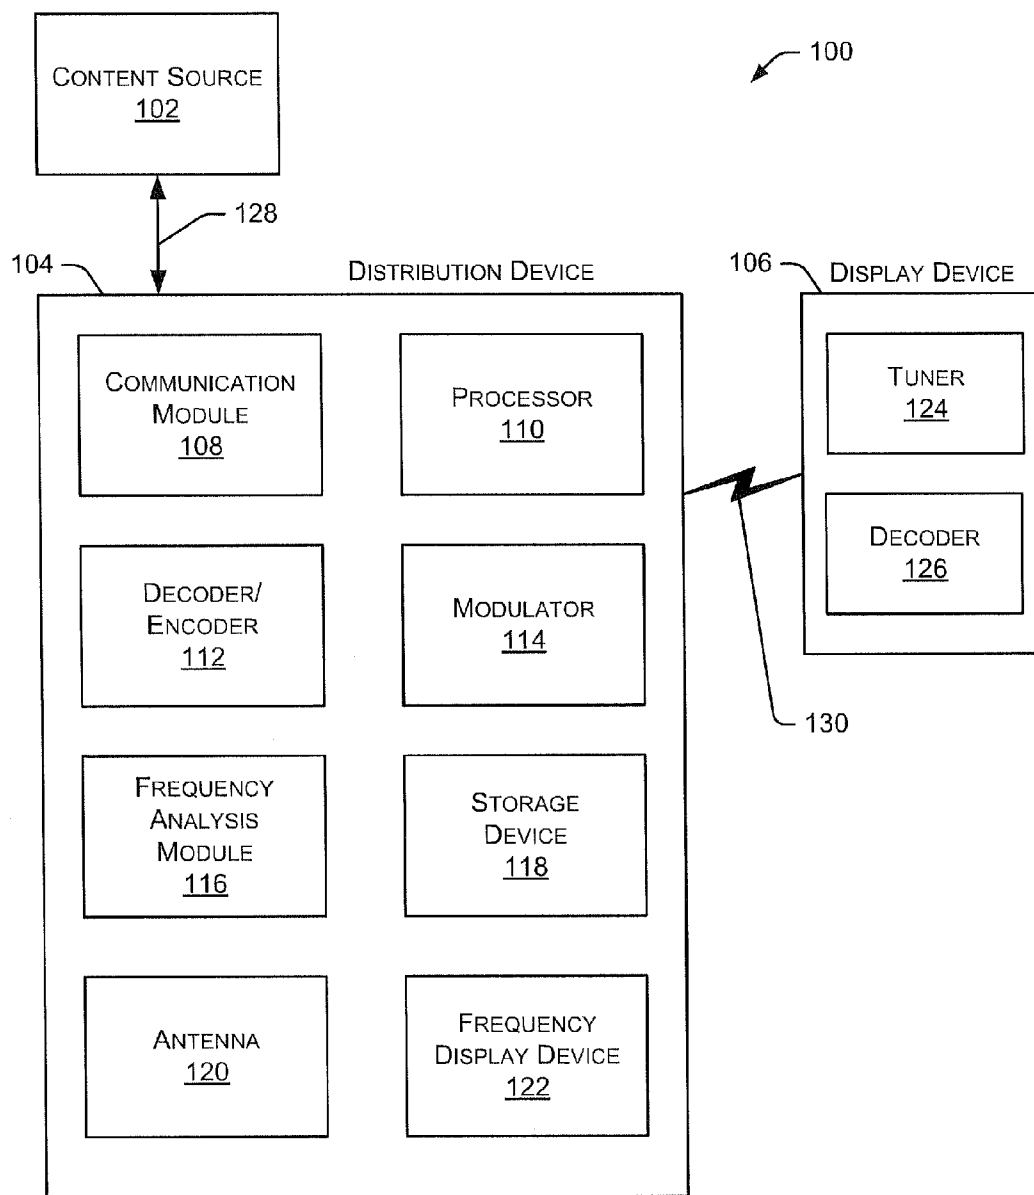 CONTENT SOURCE
102
100
128
104
DISTRIBUTION DEVICE
106
DISPLAY DEVICE
COMMUNICATION
MODULE
108
PROCESSOR
110
TUNER
124
DECODER/
ENCODER
112
MODULATOR
114
DECODER
126
130
FREQUENCY
ANALYSIS
MODULE
116
STORAGE
DEVICE
118
ANTENNA
120
FREQUENCY
DISPLAY DEVICE
122